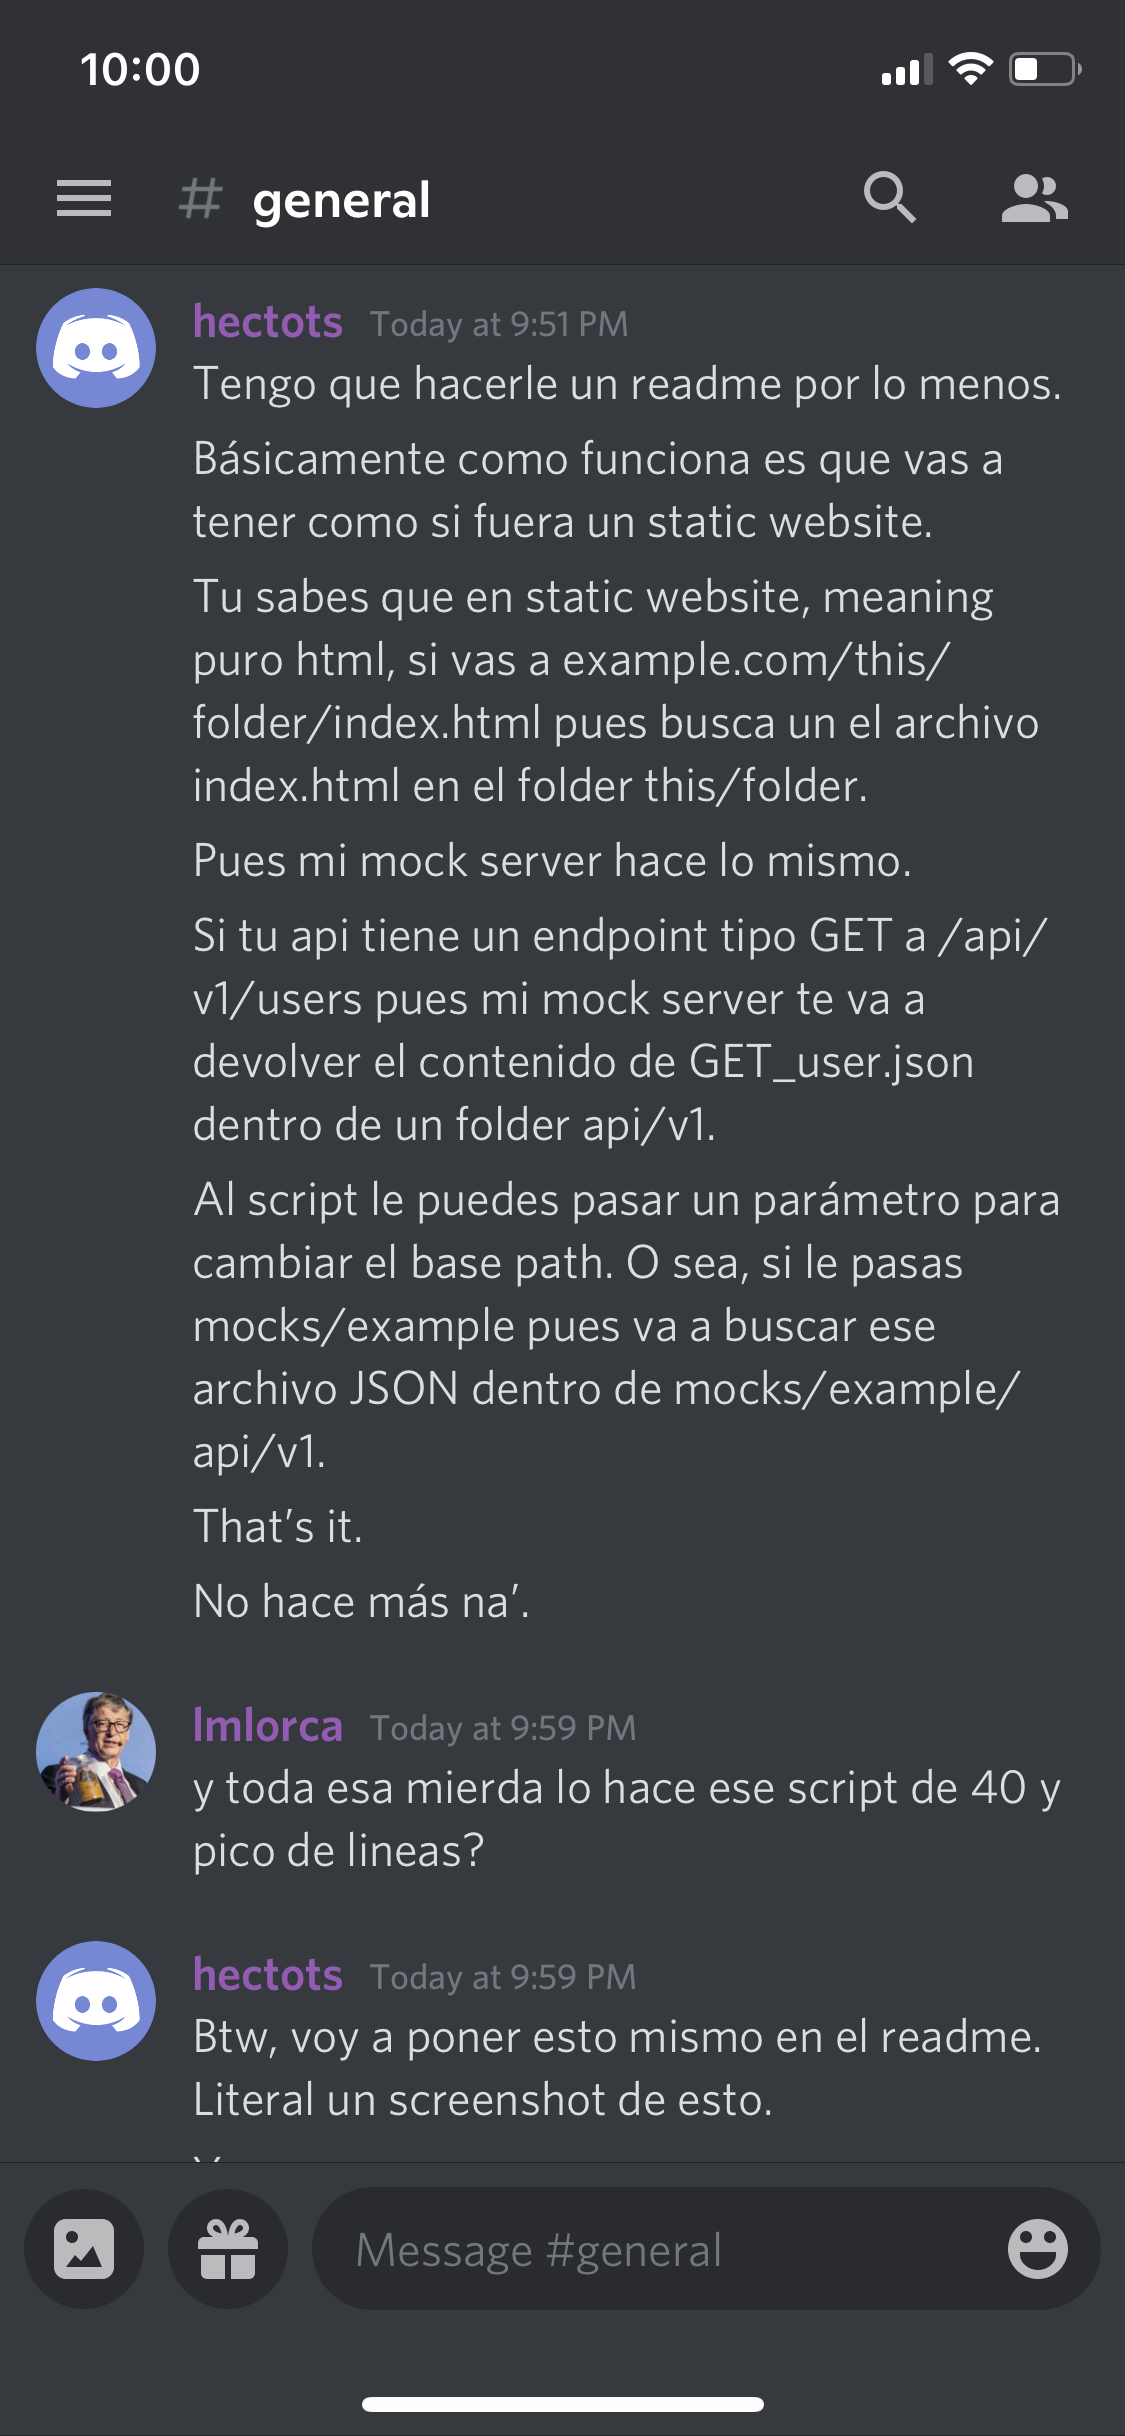 10:00
# general
hectots Today at 9:51 PM
Tengo que hacerle un readme por lo menos.
Básicamente como funciona es que vas a
tener como si fuera un static website.
Tu sabes que en static website, meaning
puro html, si vas a example.com/this/
folder/index.html pues busca un el archivo
index.html en el folder this/folder.
Pues mi mock server hace lo mismo.
Si tu api tiene un endpoint tipo GET a /api/
v1/users pues mi mock server te va a
devolver el contenido de GET_user.json
dentro de un folder api/v1.
Al script le puedes pasar un parámetro para
cambiar el base path. O sea, si le pasas
mocks/example pues va a buscar ese
archivo JSON dentro de mocks/example/
api/v1.
That’s it.
No hace más na’.
lmlorca Today at 9:59 PM
y toda esa mierda lo hace ese script de 40 y
pico de lineas?
hectots Today at 9:59 PM
Btw, voy a poner esto mismo en el readme.
Literal un screenshot de esto.
Message #general